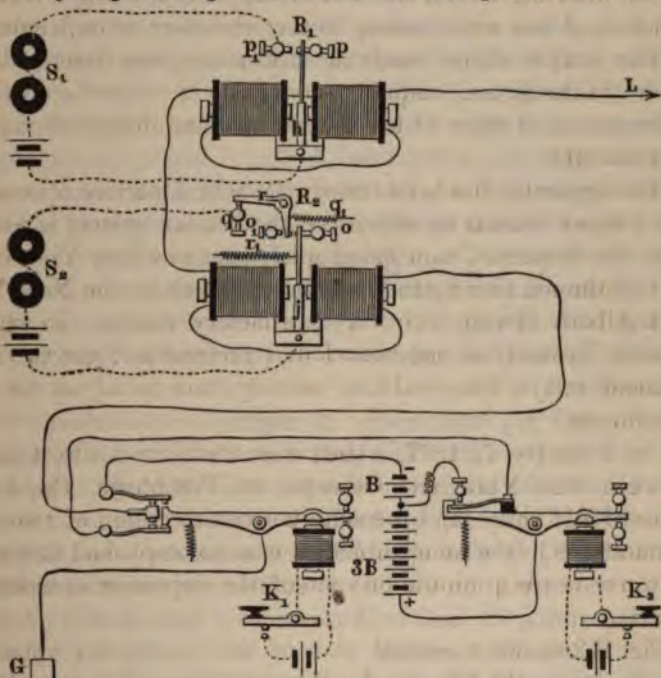 R₁
p₁ p
S₁
L
h
r R₂ q₁
q o o
r₁
S₂
j
B -
3B
+
K₁ K₂
G